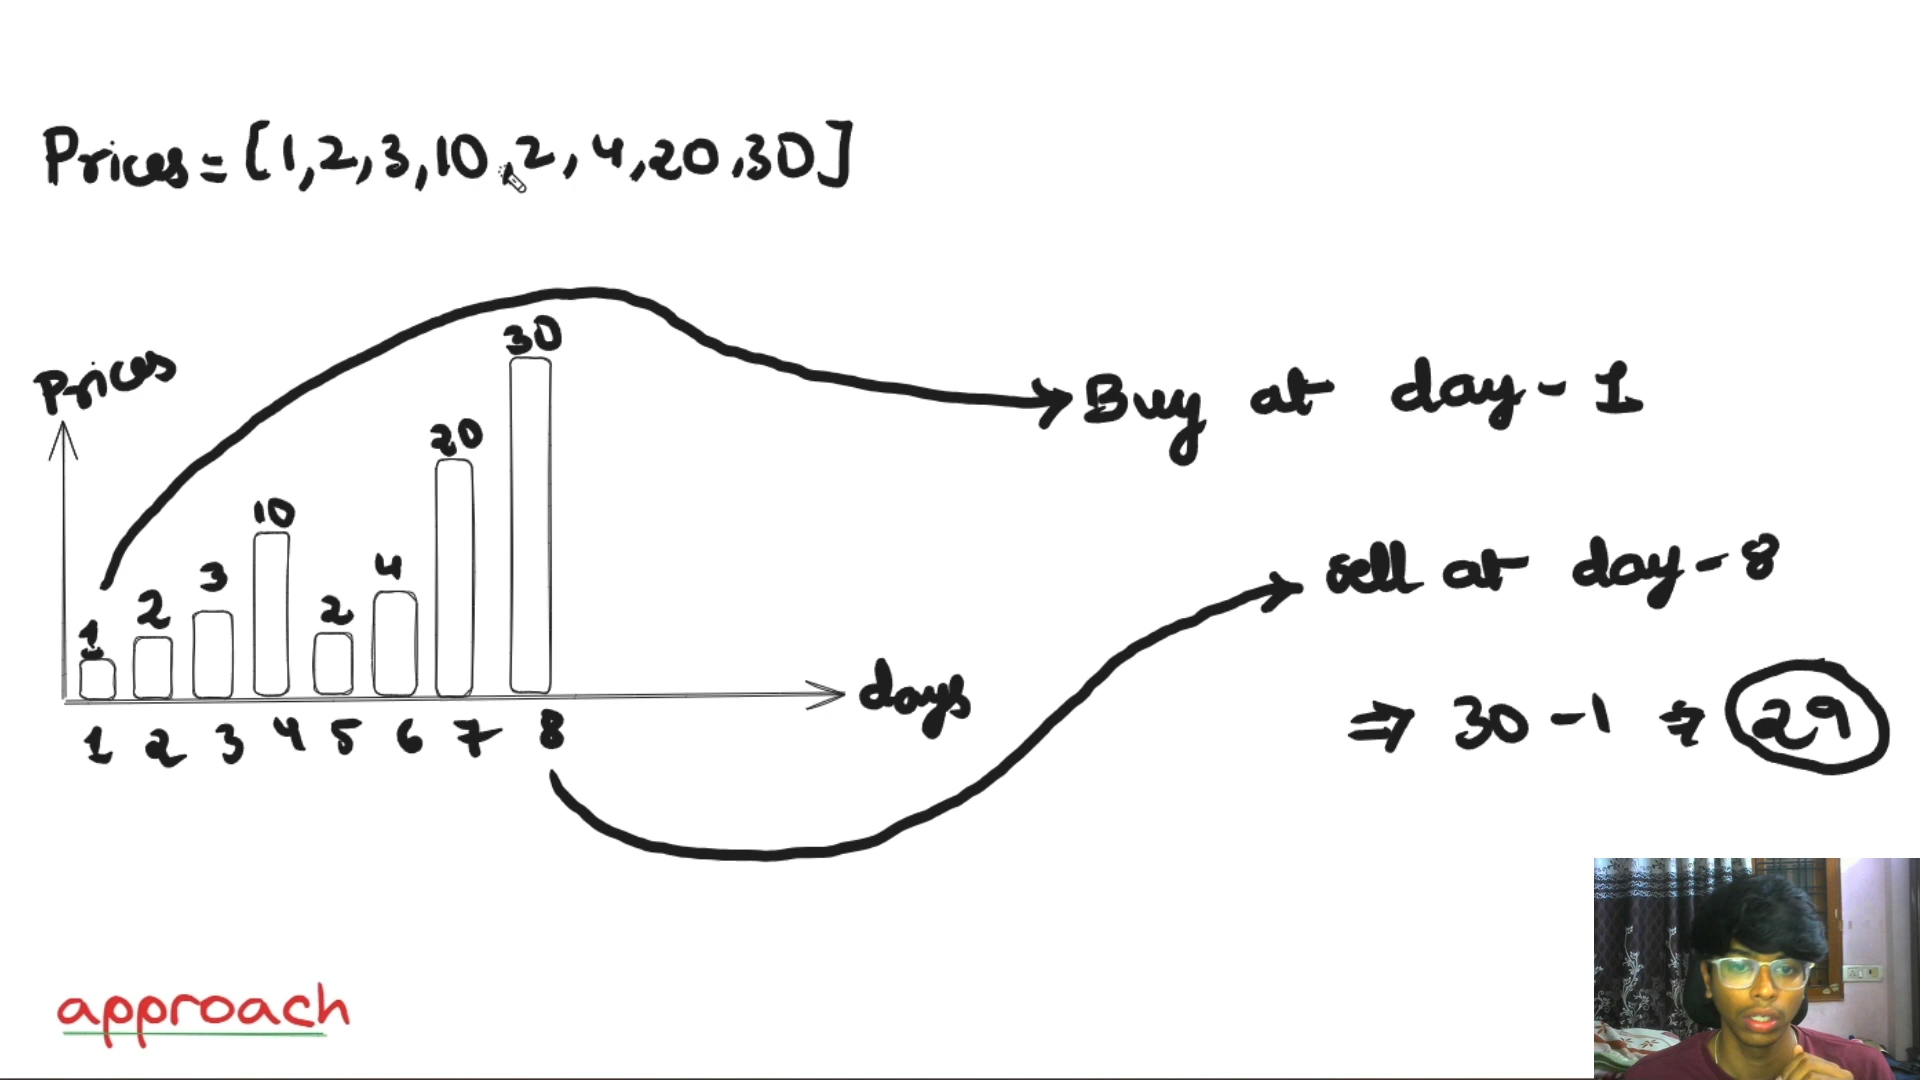 Prices = [1,2,3,10,2,4,20,30]
Prices
30
20
10
4
3
2
2
1
1 2 3 4 5 6 7 8
days
Buy at day - 1
sell at day - 8
⇒ 30 - 1 ⇒ 29
approach